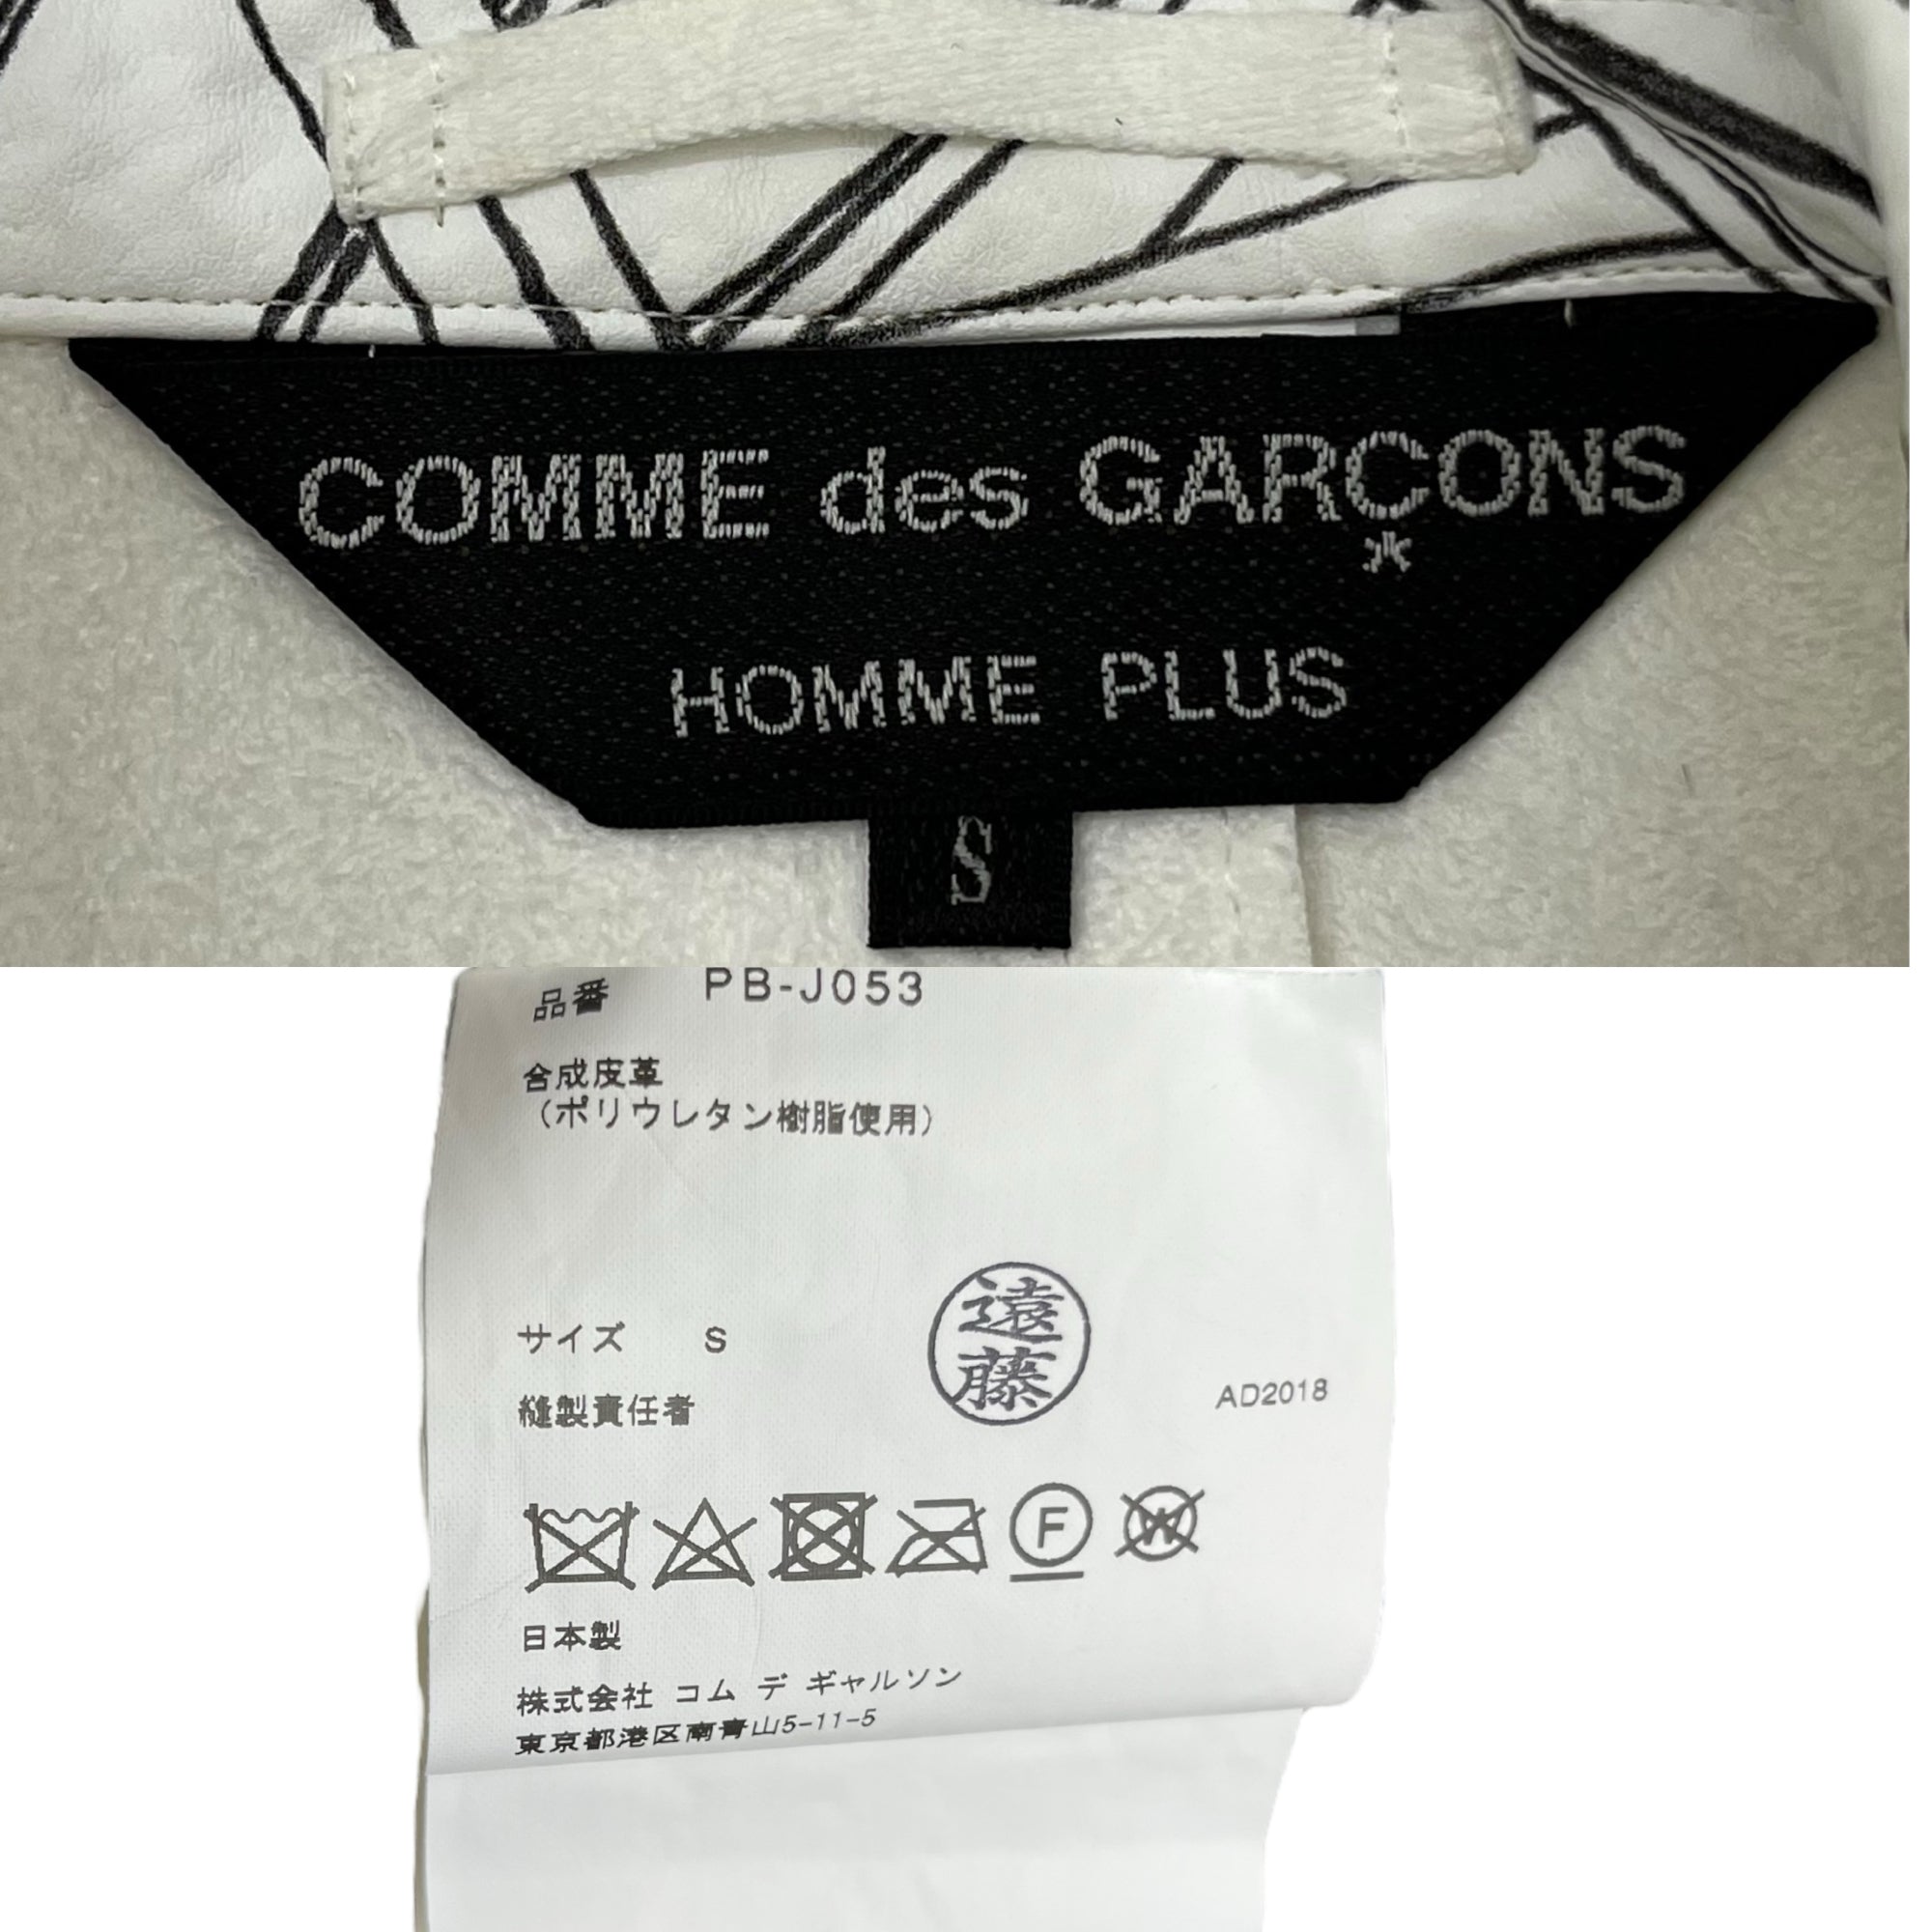 COMME des GARÇONS
HOMME PLUS
S
品番 PB-J053
合成皮革
（ポリウレタン樹脂使用）
サイズ S
遠藤
縫製責任者
AD2018
F W
日本製
株式会社 コム デ ギャルソン
東京都港区南青山5-11-5